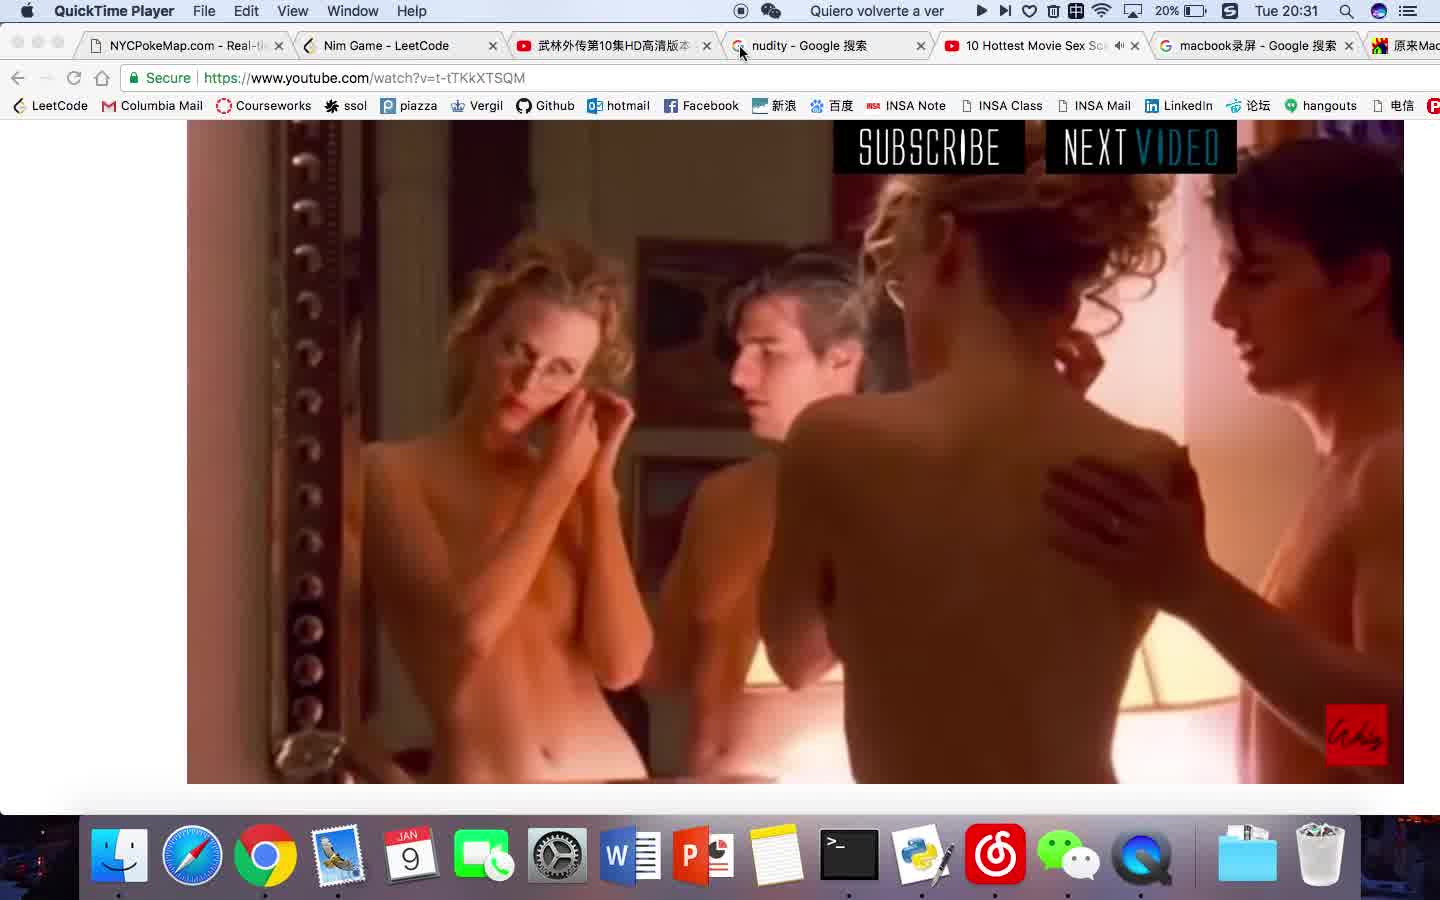 QuickTime Player File Edit View Window Help Quiero volverte a ver 20% Tue 20:31
NYCPokeMap.com - Real-ti Nim Game - LeetCode 武林外传第10集HD高清版本 nudity - Google 搜索 10 Hottest Movie Sex Sc macbook录屏 - Google 搜索 原来Mac
Secure https://www.youtube.com/watch?v=t-tTKkXTSQM
LeetCode Columbia Mail Courseworks ssol piazza Vergil Github hotmail Facebook 新浪 百度 INSA Note INSA Class INSA Mail LinkedIn 论坛 hangouts 电信
SUBSCRIBE NEXT VIDEO
Whiz
JAN
9
W P >_